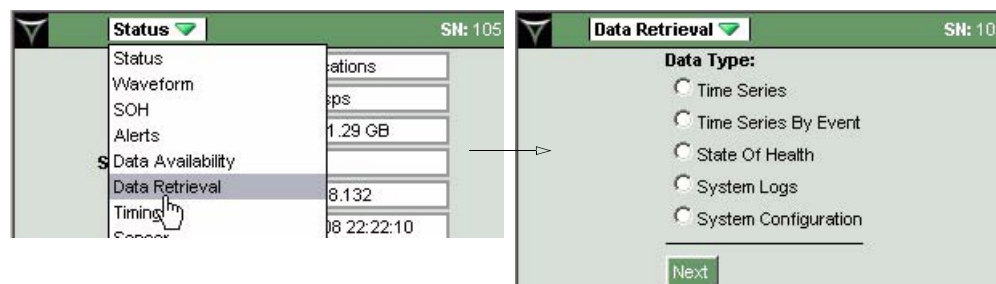 Status SN: 105
Status
Waveform
SOH
Alerts
Data Availability
Data Retrieval
Timing
Sensor
ations
sps
1.29 GB
S
8.132
08 22:22:10
Data Retrieval SN: 10
Data Type:
Time Series
Time Series By Event
State Of Health
System Logs
System Configuration
Next